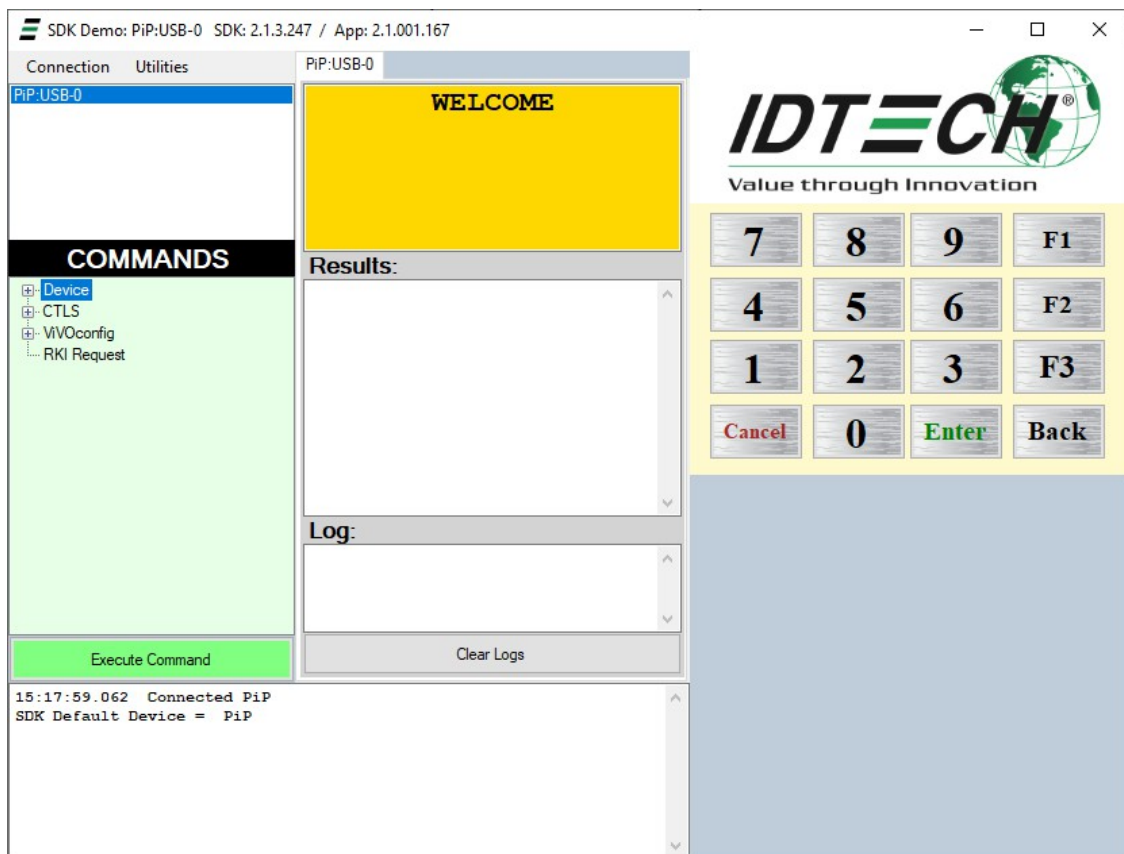 SDK Demo: PiP:USB-0 SDK: 2.1.3.247 / App: 2.1.001.167
Connection Utilities
PiP:USB-0
PiP:USB-0
COMMANDS
Device
CTLS
ViVOconfig
RKI Request
Execute Command
WELCOME
Results:
Log:
Clear Logs
15:17:59.062 Connected PiP
SDK Default Device = PiP
IDTECH®
Value through Innovation
7 8 9 F1
4 5 6 F2
1 2 3 F3
Cancel 0 Enter Back